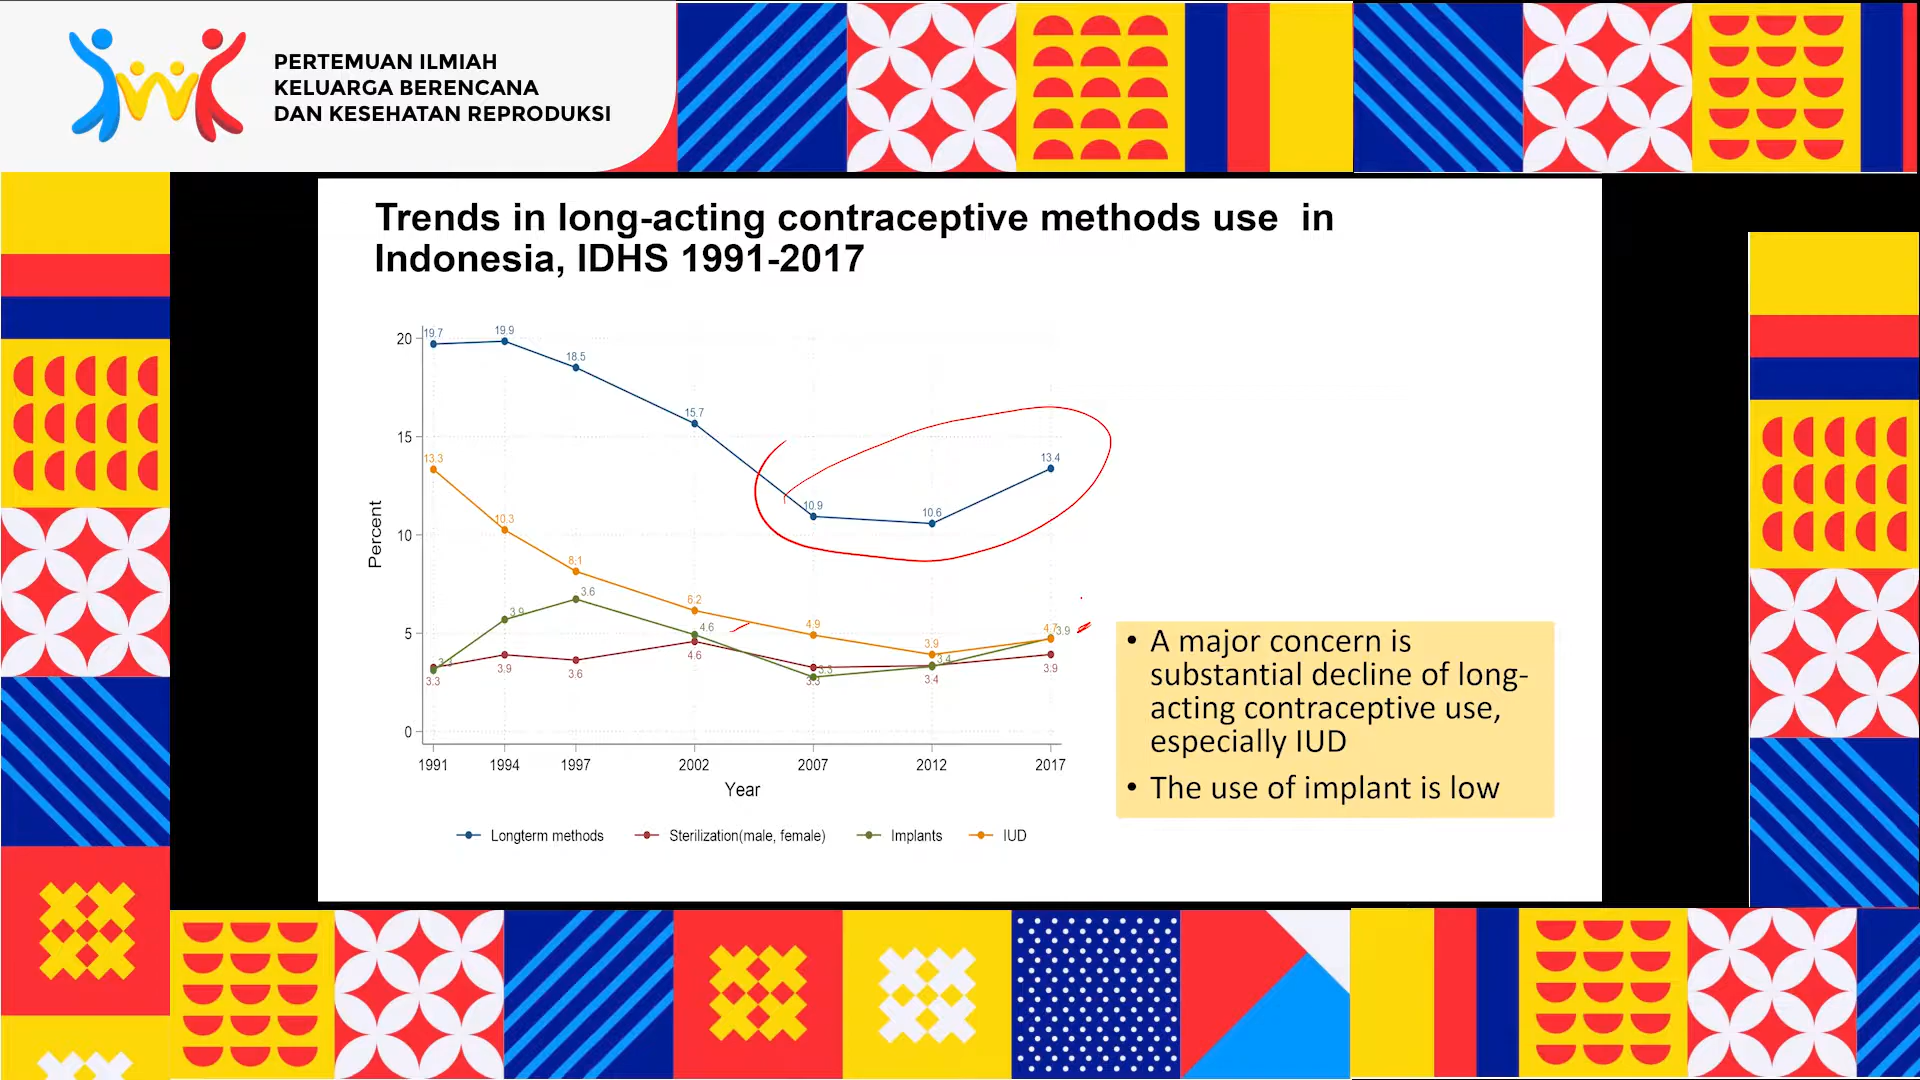 PERTEMUAN ILMIAH
KELUARGA BERENCANA
DAN KESEHATAN REPRODUKSI
Trends in long-acting contraceptive methods use in
Indonesia, IDHS 1991-2017
Percent
20
15
10
5
0
19.7
19.9
18.5
15.7
10.9
10.6
13.4
13.3
10.3
8.1
6.2
4.9
3.9
4.7
3.3
3.9
3.6
4.6
3.3
3.4
3.9
3.3
3.9
3.6
4.6
3.3
3.4
3.9
1991
1994
1997
2002
2007
2012
2017
Year
Longterm methods
Sterilization(male, female)
Implants
IUD
• A major concern is
substantial decline of long-
acting contraceptive use,
especially IUD
• The use of implant is low